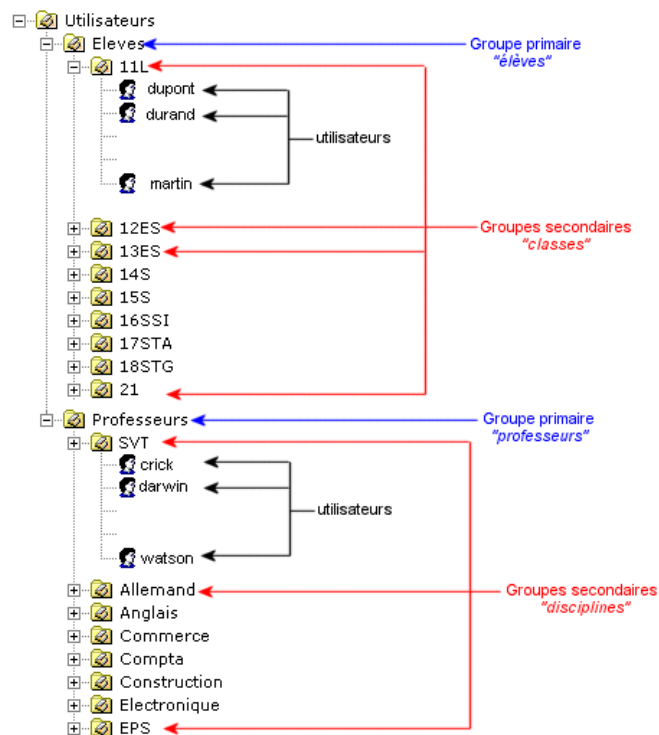 Utilisateurs
Eleves
Groupe primaire
"élèves"
11L
dupont
durand
utilisateurs
martin
12ES
Groupes secondaires
"classes"
13ES
14S
15S
16SSI
17STA
18STG
21
Professeurs
Groupe primaire
"professeurs"
SVT
crick
darwin
utilisateurs
watson
Allemand
Groupes secondaires
"disciplines"
Anglais
Commerce
Compta
Construction
Electronique
EPS